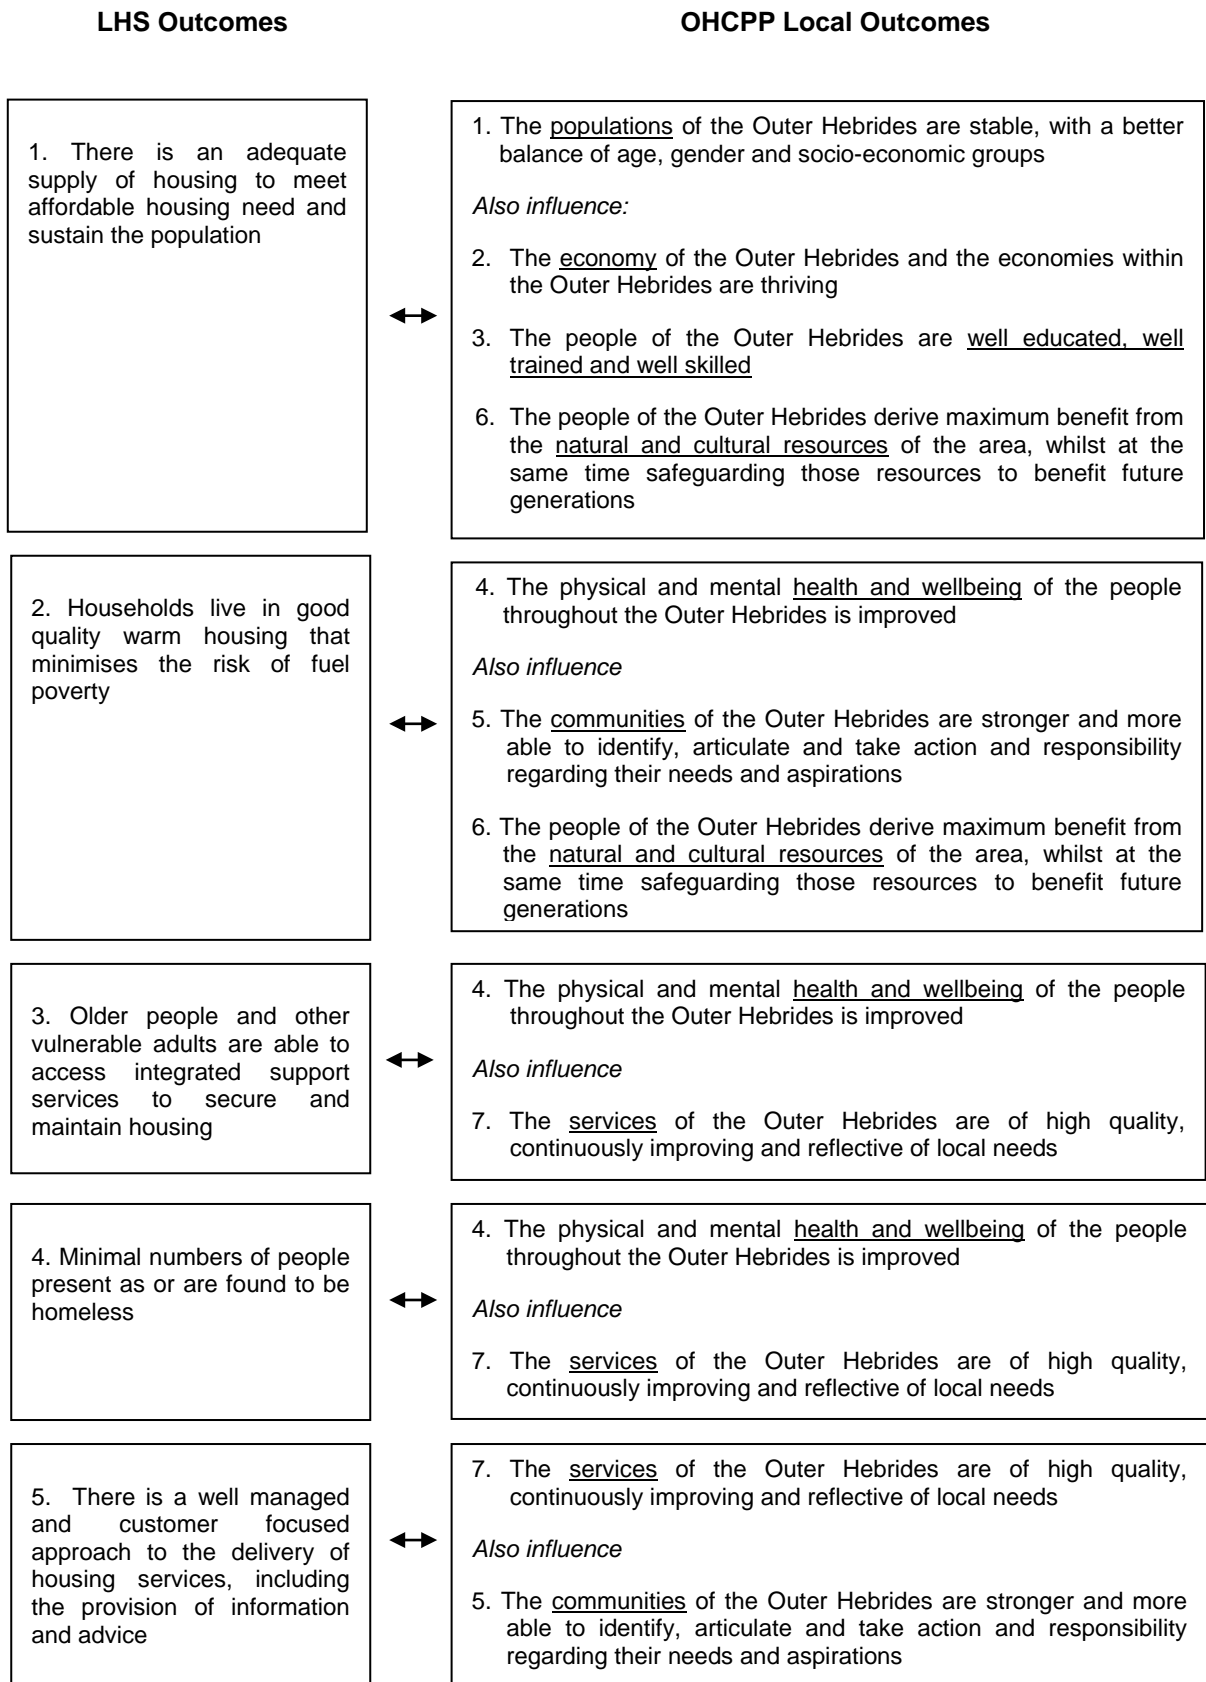 LHS Outcomes
OHCPP Local Outcomes
1. There is an adequate
supply of housing to meet
affordable housing need and
sustain the population
1. The populations of the Outer Hebrides are stable, with a better
balance of age, gender and socio-economic groups
Also influence:
2. The economy of the Outer Hebrides and the economies within
the Outer Hebrides are thriving
3. The people of the Outer Hebrides are well educated, well
trained and well skilled
6. The people of the Outer Hebrides derive maximum benefit from
the natural and cultural resources of the area, whilst at the
same time safeguarding those resources to benefit future
generations
2. Households live in good
quality warm housing that
minimises the risk of fuel
poverty
4. The physical and mental health and wellbeing of the people
throughout the Outer Hebrides is improved
Also influence
5. The communities of the Outer Hebrides are stronger and more
able to identify, articulate and take action and responsibility
regarding their needs and aspirations
6. The people of the Outer Hebrides derive maximum benefit from
the natural and cultural resources of the area, whilst at the
same time safeguarding those resources to benefit future
generations
3. Older people and other
vulnerable adults are able to
access integrated support
services to secure and
maintain housing
4. The physical and mental health and wellbeing of the people
throughout the Outer Hebrides is improved
Also influence
7. The services of the Outer Hebrides are of high quality,
continuously improving and reflective of local needs
4. Minimal numbers of people
present as or are found to be
homeless
4. The physical and mental health and wellbeing of the people
throughout the Outer Hebrides is improved
Also influence
7. The services of the Outer Hebrides are of high quality,
continuously improving and reflective of local needs
5. There is a well managed
and customer focused
approach to the delivery of
housing services, including
the provision of information
and advice
7. The services of the Outer Hebrides are of high quality,
continuously improving and reflective of local needs
Also influence
5. The communities of the Outer Hebrides are stronger and more
able to identify, articulate and take action and responsibility
regarding their needs and aspirations